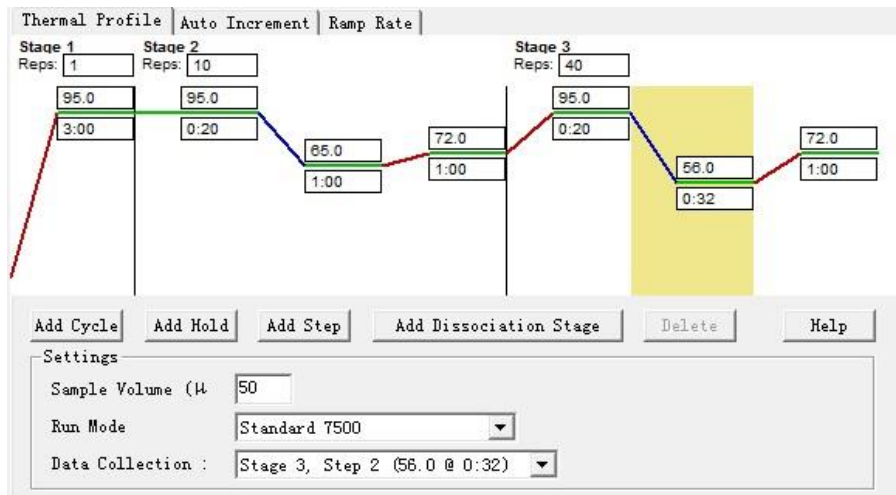 Thermal Profile Auto Increment Ramp Rate
Stage 1 Stage 2 Stage 3
Reps: 1 Reps: 10 Reps: 40
95.0 95.0 95.0
3:00 0:20 0:20
65.0 72.0 56.0 72.0
1:00 1:00 0:32 1:00
Add Cycle Add Hold Add Step Add Dissociation Stage Delete Help
Settings
Sample Volume (μ 50
Run Mode Standard 7500
Data Collection : Stage 3, Step 2 (56.0 @ 0:32)